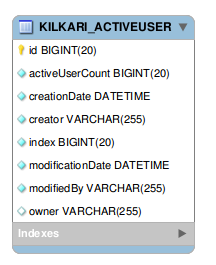 KILKARI_ACTIVEUSER
id BIGINT(20)
activeUserCount BIGINT(20)
creationDate DATETIME
creator VARCHAR(255)
index BIGINT(20)
modificationDate DATETIME
modifiedBy VARCHAR(255)
owner VARCHAR(255)
Indexes